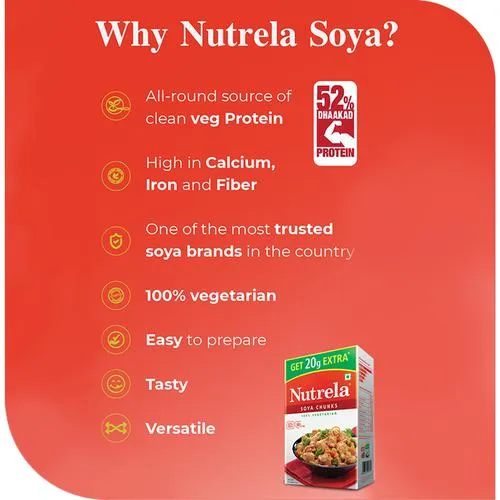 Why Nutrela Soya?
All-round source of
clean veg Protein
52%
DHAAKAD
PROTEIN
High in Calcium,
Iron and Fiber
One of the most trusted
soya brands in the country
100% vegetarian
Easy to prepare
Tasty
Versatile
GET 20g EXTRA*
Nutrela
SOYA CHUNKS
100% VEGETARIAN